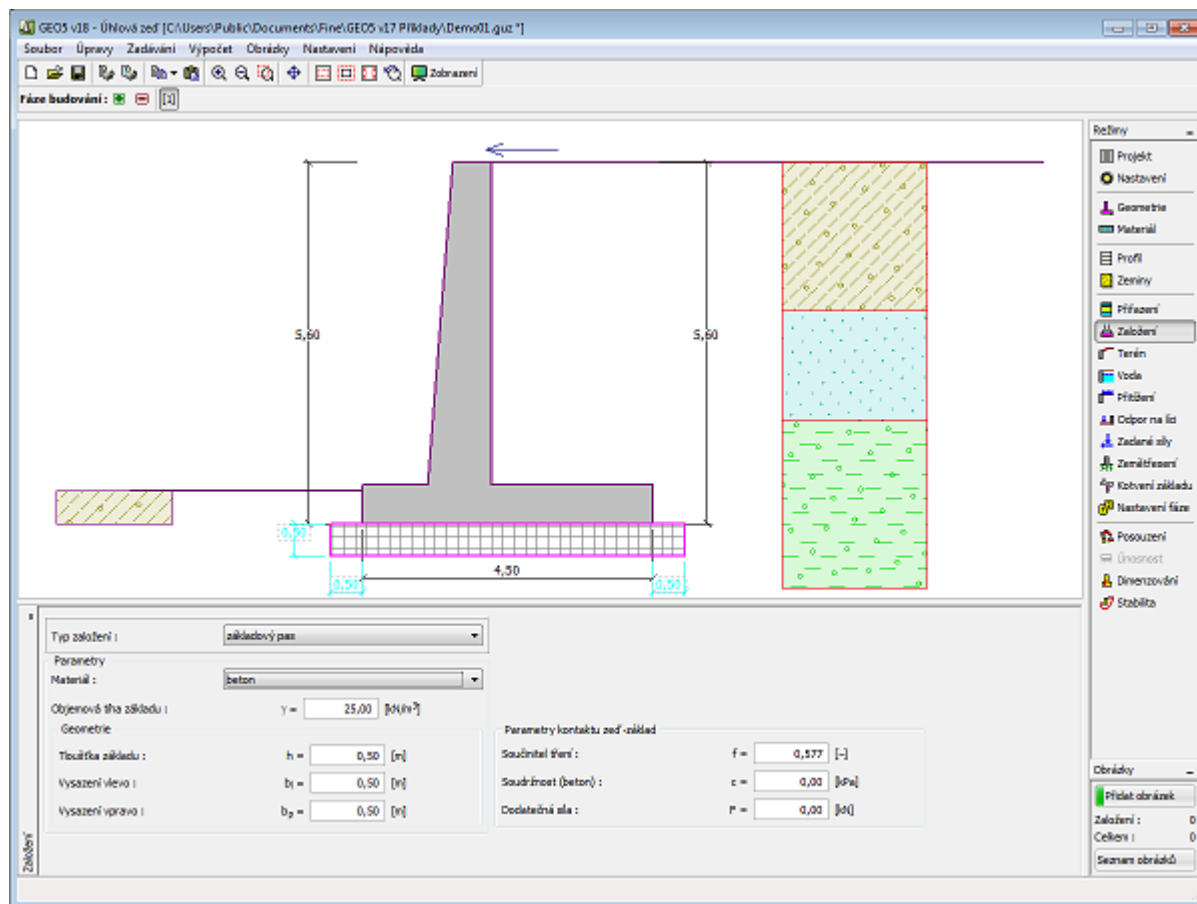 GEO5 v18 - Úhlová zeď [C:\Users\Public\Documents\Fine\GEO5 v17 Příklady\Demo01.guz *]
Soubor Úpravy Zadávání Výpočet Obrázky Nastavení Nápověda
Zobrazení
Fáze budování : [1]
5,60
5,60
0,50
4,50
0,50
0,50
Režimy
Projekt
Nastavení
Geometrie
Materiál
Profil
Zeminy
Přiřazení
Založení
Terén
Voda
Přitížení
Odpor na líci
Zadané síly
Zemětřesení
Kotvení základu
Nastavení fáze
Posouzení
Únosnost
Dimenzování
Stabilita
Typ založení : základový pas
Parametry
Materiál : beton
Objemová tíha základu : γ = 25,00 [kN/m³]
Geometrie
Tloušťka základu : h = 0,50 [m]
Vysazení vlevo : bₗ = 0,50 [m]
Vysazení vpravo : bₚ = 0,50 [m]
Parametry kontaktu zeď-základ
Součinitel tření : f = 0,577 [–]
Soudržnost (beton) : c = 0,00 [kPa]
Dodatečná síla : F = 0,00 [kN]
Založení
Obrázky
Přidat obrázek
Založení : 0
Celkem : 0
Seznam obrázků